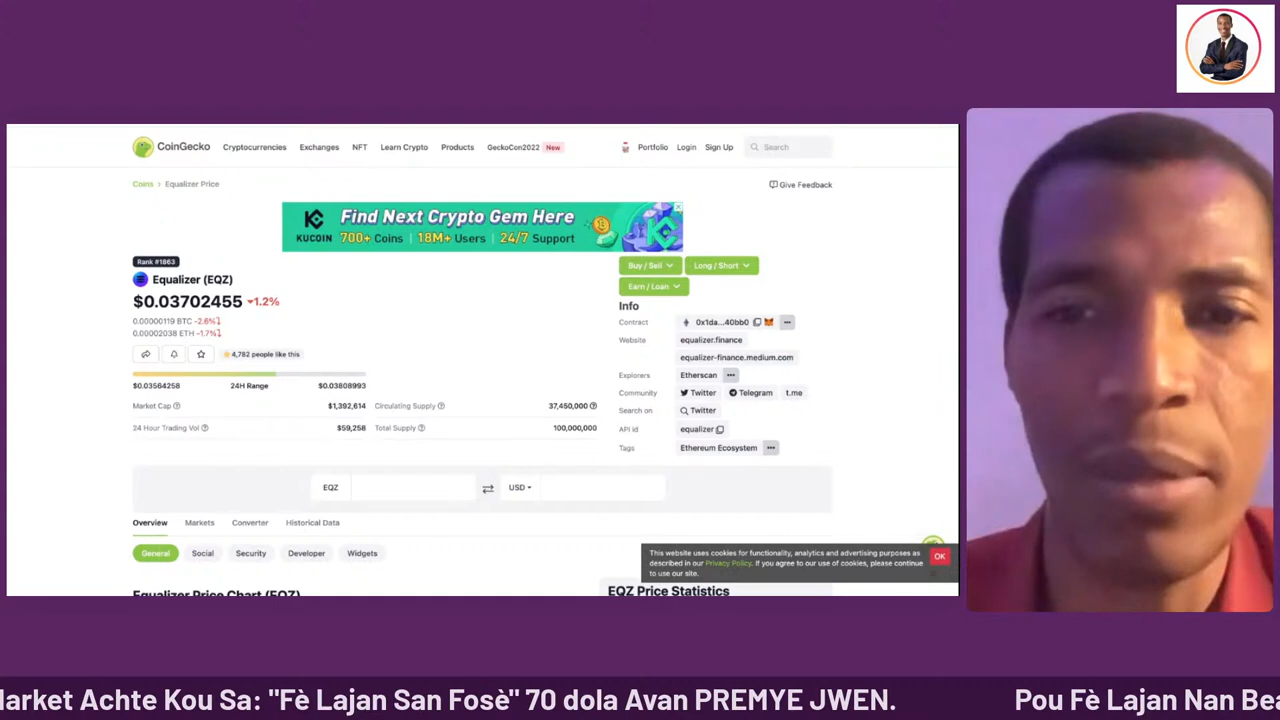 CoinGecko Cryptocurrencies Exchanges NFT Learn Crypto Products GeckoCon2022 New Portfolio Login Sign Up Search
Coins > Equalizer Price
Give Feedback
KUCOIN
Find Next Crypto Gem Here
700+ Coins | 18M+ Users | 24/7 Support
Rank #1863
Equalizer (EQZ)
$0.03702455 1.2%
0.00000119 BTC -2.6%
0.00002038 ETH -1.7%
4,782 people like this
$0.03564258 24H Range $0.03808993
Market Cap $1,392,614 Circulating Supply 37,450,000
24 Hour Trading Vol $59,258 Total Supply 100,000,000
Buy / Sell Long / Short
Earn / Loan
Info
Contract 0x1da...40bb0
Website equalizer.finance
equalizer-finance.medium.com
Explorers Etherscan
Community Twitter Telegram t.me
Search on Twitter
API id equalizer
Tags Ethereum Ecosystem
EQZ USD
Overview Markets Converter Historical Data
General Social Security Developer Widgets
This website uses cookies for functionality, analytics and advertising purposes as
described in our Privacy Policy. If you agree to our use of cookies, please continue
to use our site.
OK
Equalizer Price Chart (EQZ)
EQZ Price Statistics
arket Achte Kou Sa: "Fè Lajan San Fosè" 70 dola Avan PREMYE JWEN. Pou Fè Lajan Nan Bea